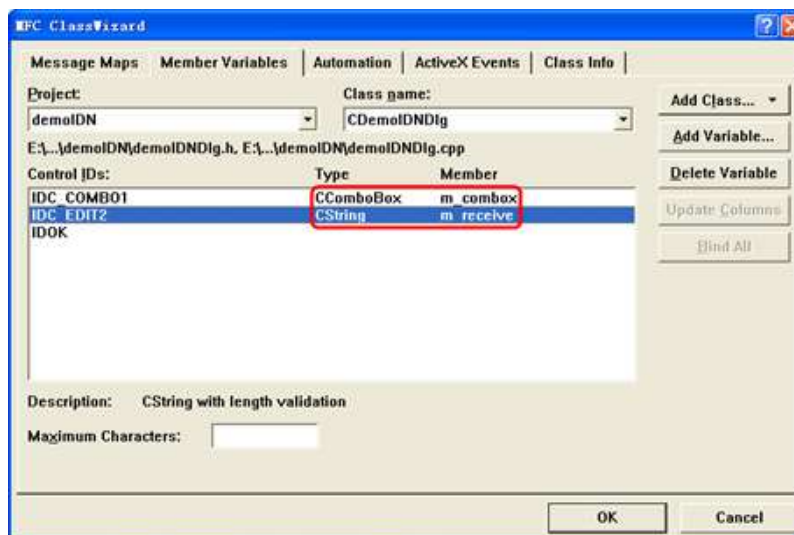 MFC ClassWizard
Message Maps Member Variables Automation ActiveX Events Class Info
Project: Class name:
demoIDN CDemoIDNDlg
Add Class...
E:\...\demoIDN\demoIDNDlg.h, E:\...\demoIDN\demoIDNDlg.cpp
Add Variable...
Control IDs: Type Member
Delete Variable
IDC_COMBO1 CComboBox m_combox
IDC_EDIT2 CString m_receive
Update Columns
IDOK
Bind All
Description: CString with length validation
Maximum Characters:
OK Cancel